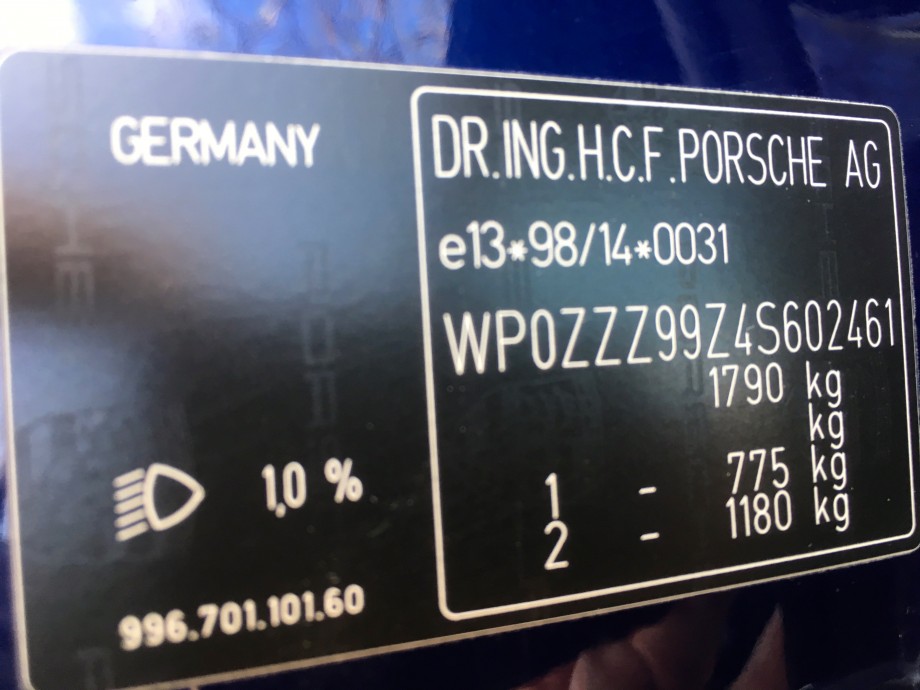 GERMANY
DR.ING.H.C.F.PORSCHE AG
e13*98/14*0031
WP0ZZZ99Z4S602461
1790 kg
kg
1 - 775 kg
2 - 1180 kg
1,0 %
996.701.101.60